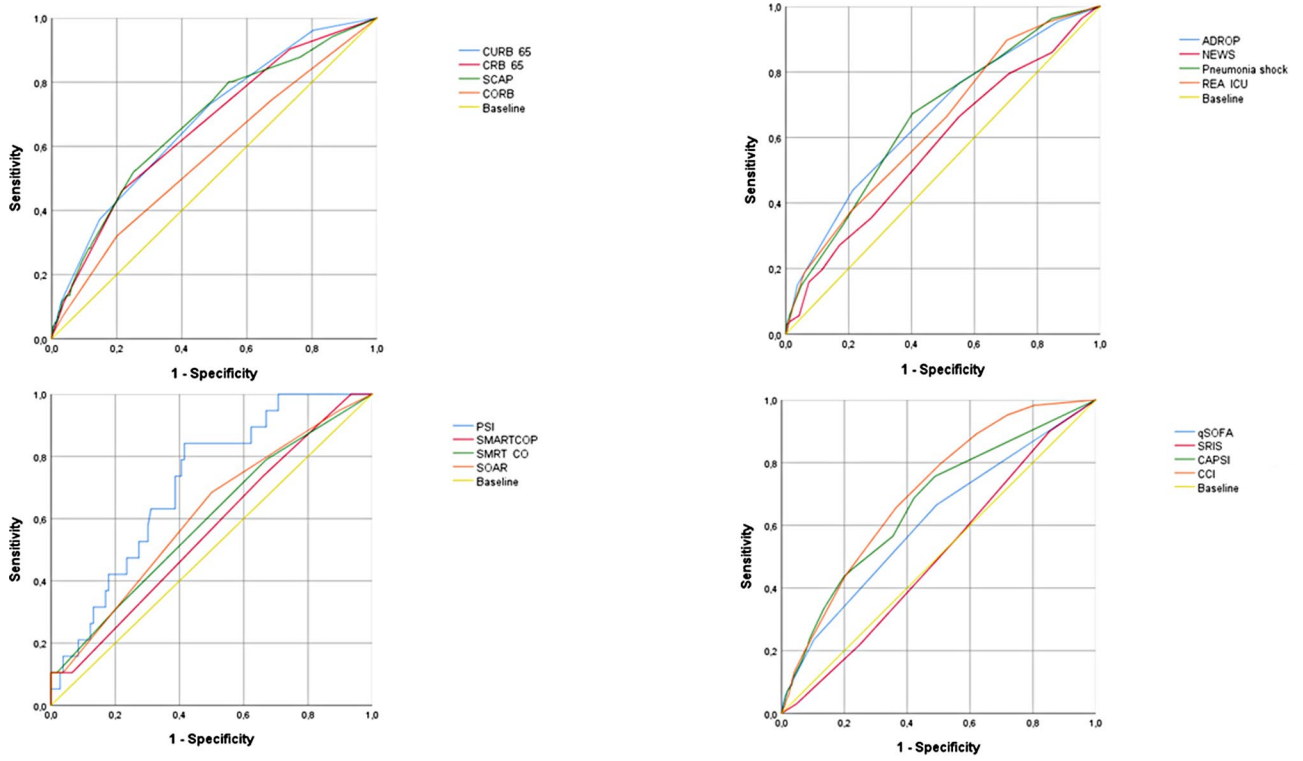 1,0
0,8
0,6
0,4
0,2
0,0
Sensitivity
0,0 0,2 0,4 0,6 0,8 1,0
1 - Specificity
CURB 65
CRB 65
SCAP
CORB
Baseline
1,0
0,8
0,6
0,4
0,2
0,0
Sensitivity
0,0 0,2 0,4 0,6 0,8 1,0
1 - Specificity
ADROP
NEWS
Pneumonia shock
REA ICU
Baseline
1,0
0,8
0,6
0,4
0,2
0,0
Sensitivity
0,0 0,2 0,4 0,6 0,8 1,0
1 - Specificity
PSI
SMARTCOP
SMRT CO
SOAR
Baseline
1,0
0,8
0,6
0,4
0,2
0,0
Sensitivity
0,0 0,2 0,4 0,6 0,8 1,0
1 - Specificity
qSOFA
SRIS
CAPSI
CCI
Baseline